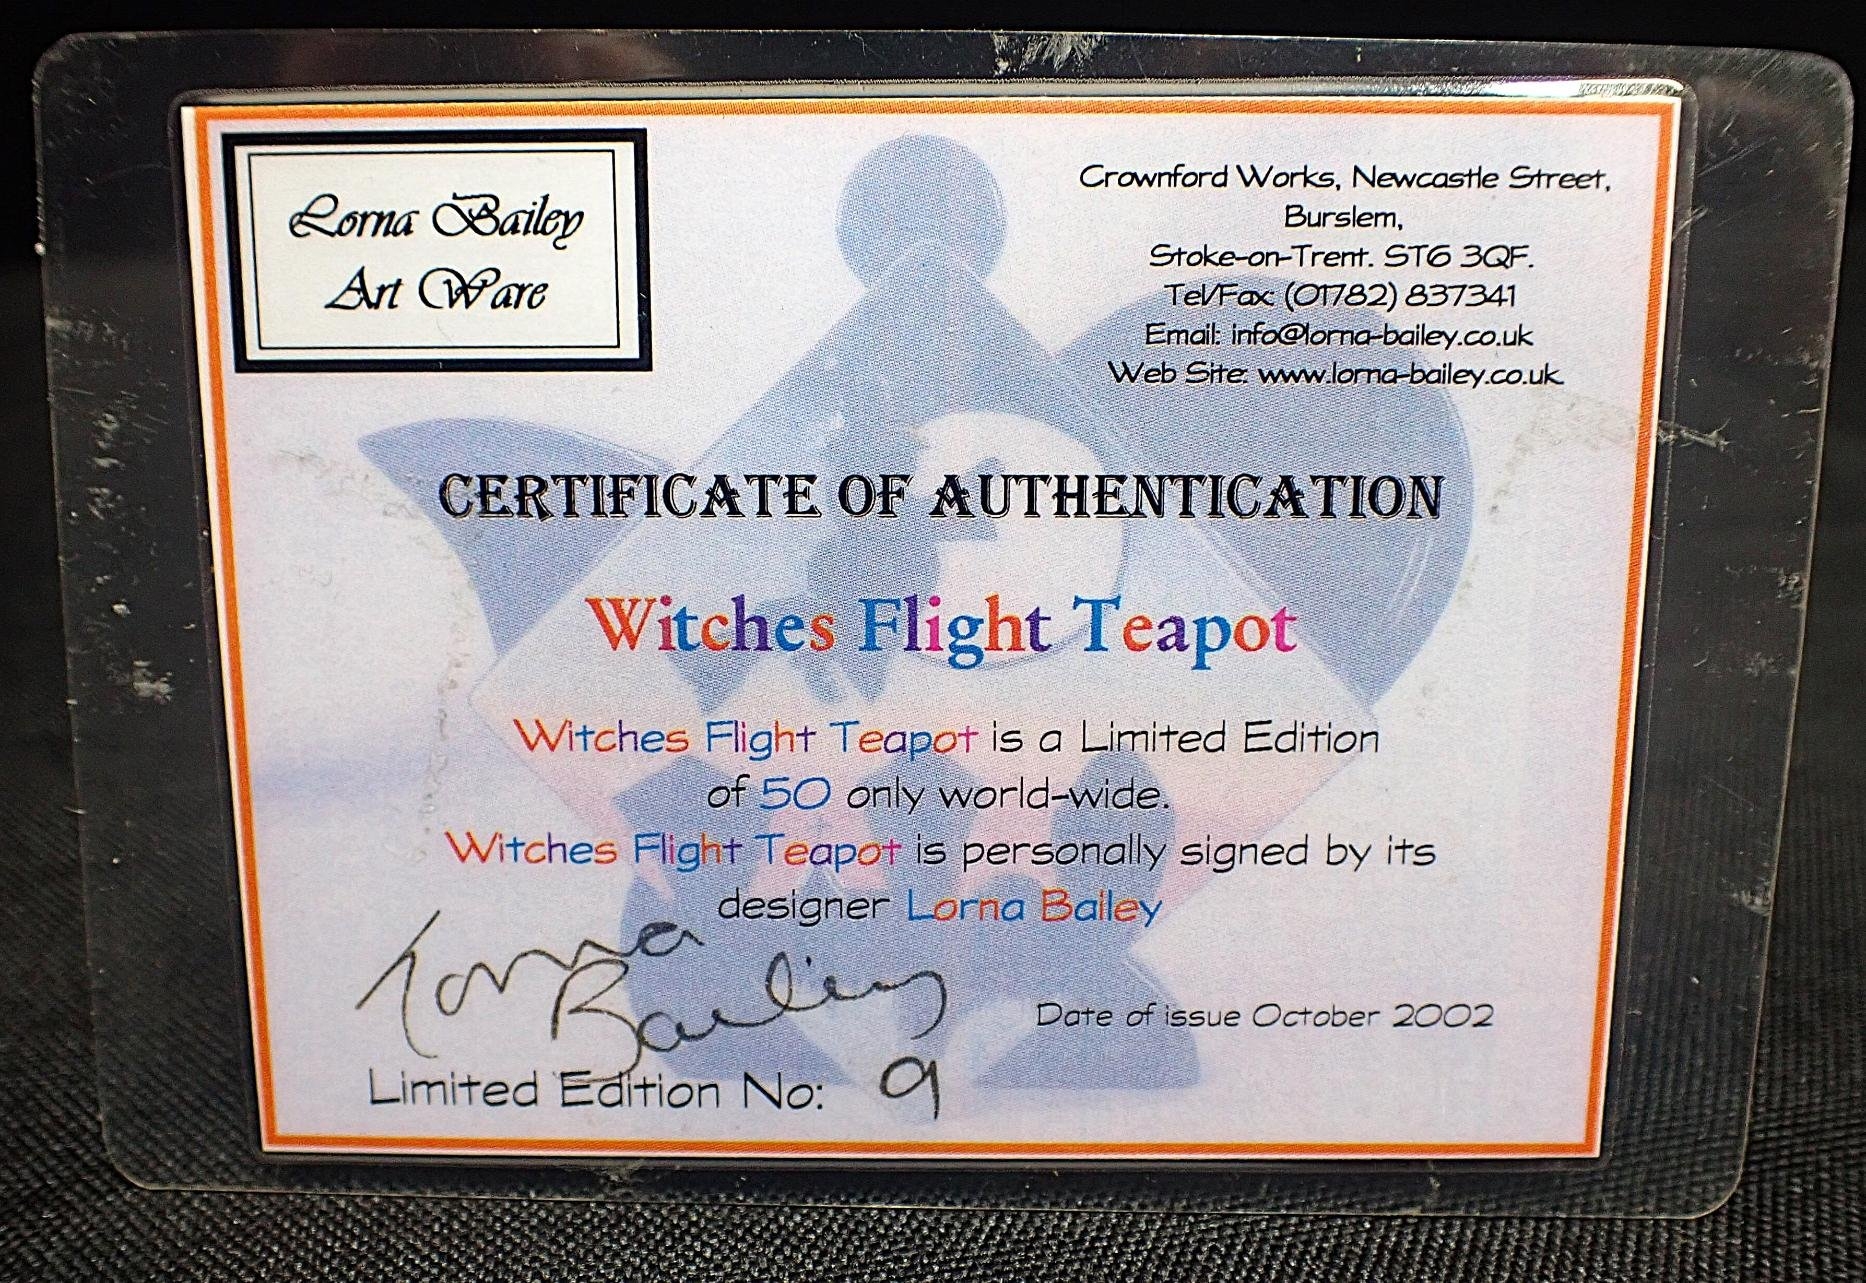 Lorna Bailey
Art Ware
Crownford Works, Newcastle Street,
Burslem,
Stoke-on-Trent. ST6 3QF.
Tel/Fax: (01782) 837341
Email: info@lorna-bailey.co.uk
Web Site: www.lorna-bailey.co.uk
CERTIFICATE OF AUTHENTICATION
Witches Flight Teapot
Witches Flight Teapot is a Limited Edition
of 50 only world-wide.
Witches Flight Teapot is personally signed by its
designer Lorna Bailey
Lorna
Bailey
Date of issue October 2002
Limited Edition No: 9